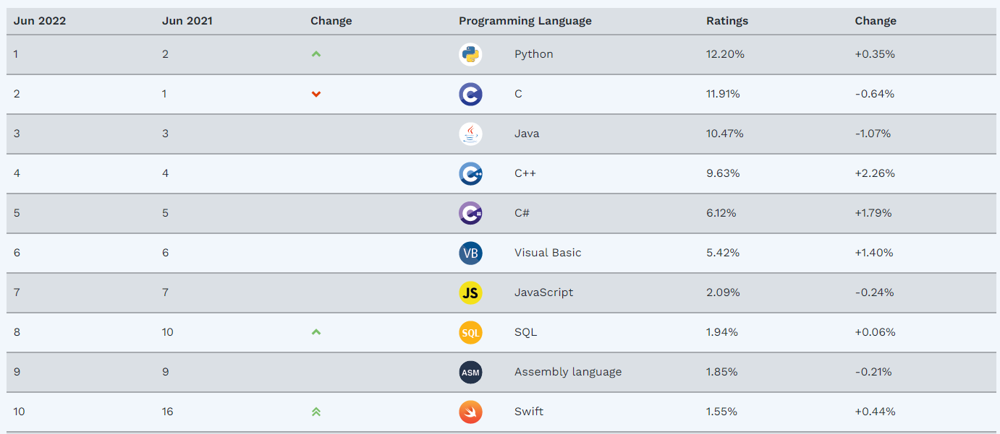 Jun 2022 Jun 2021 Change Programming Language Ratings Change
1 2 Python 12.20% +0.35%
2 1 C C 11.91% -0.64%
3 3 Java 10.47% -1.07%
4 4 C++ C++ 9.63% +2.26%
5 5 C# C# 6.12% +1.79%
6 6 VB Visual Basic 5.42% +1.40%
7 7 JS JavaScript 2.09% -0.24%
8 10 SQL SQL 1.94% +0.06%
9 9 ASM Assembly language 1.85% -0.21%
10 16 Swift 1.55% +0.44%